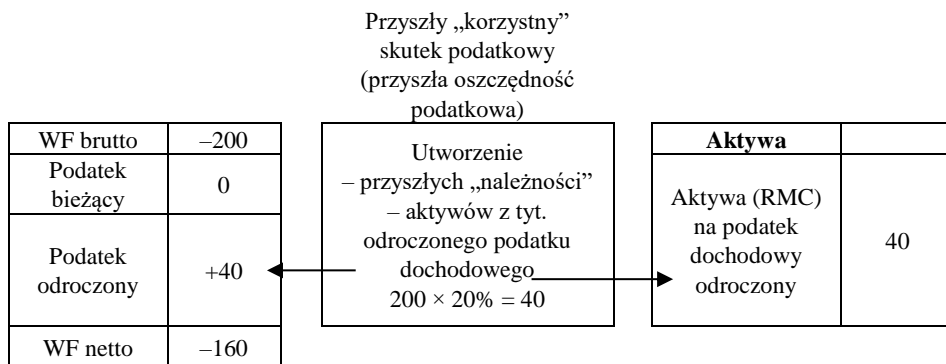 Przyszły „korzystny”
skutek podatkowy
(przyszła oszczędność
podatkowa)
WF brutto –200
Podatek
bieżący
0
Podatek
odroczony
+40
WF netto –160
Utworzenie
– przyszłych „należności”
– aktywów z tyt.
odroczonego podatku
dochodowego
200 × 20% = 40
Aktywa
Aktywa (RMC)
na podatek
dochodowy
odroczony
40